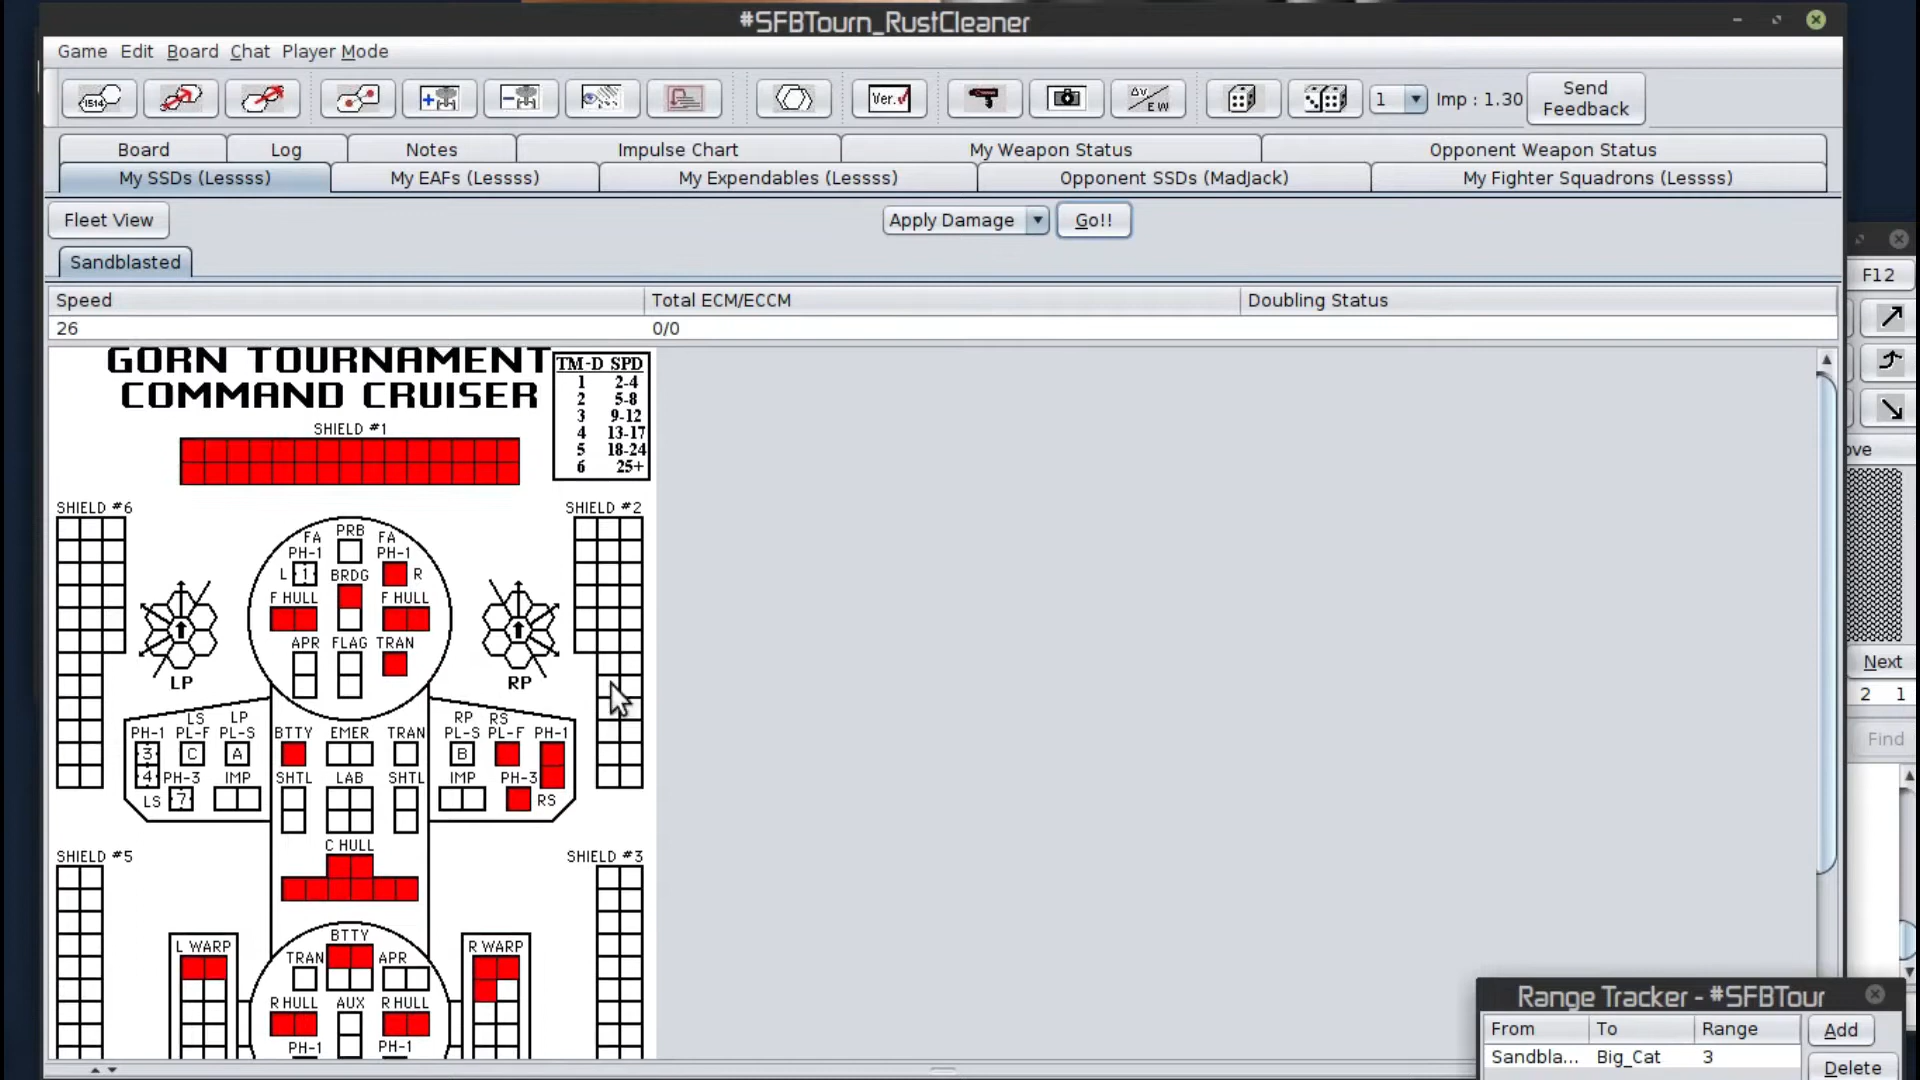 #SFBTourn_RustCleaner
Game Edit Board Chat Player Mode
1514
Ver.
ΔV/EW
1
Imp : 1.30
Send Feedback
Board Log Notes Impulse Chart My Weapon Status Opponent Weapon Status
My SSDs (Lessss) My EAFs (Lessss) My Expendables (Lessss) Opponent SSDs (MadJack) My Fighter Squadrons (Lessss)
Fleet View Apply Damage Go!!
Sandblasted
F12
Speed Total ECM/ECCM Doubling Status
26 0/0
GORN TOURNAMENT
COMMAND CRUISER
TM-D SPD
1 2-4
2 5-8
3 9-12
4 13-17
5 18-24
6 25+
SHIELD #1
ove
SHIELD #6 SHIELD #2
FA PRB FA
PH-1 PH-1
L 1 BRDG R
F HULL F HULL
APR FLAG TRAN
LP RP
Next
2 1
LS LP RP RS
PH-1 PL-F PL-S BTTY EMER TRAN PL-S PL-F PH-1
3 C A B
4 PH-3 IMP SHTL LAB SHTL IMP PH-3
LS 7 RS
Find
C HULL
SHIELD #5 SHIELD #3
BTTY
L WARP TRAN APR R WARP
R HULL AUX R HULL
PH-1 PH-1
Range Tracker - #SFBTour
From To Range Add
Sandbla... Big_Cat 3 Delete